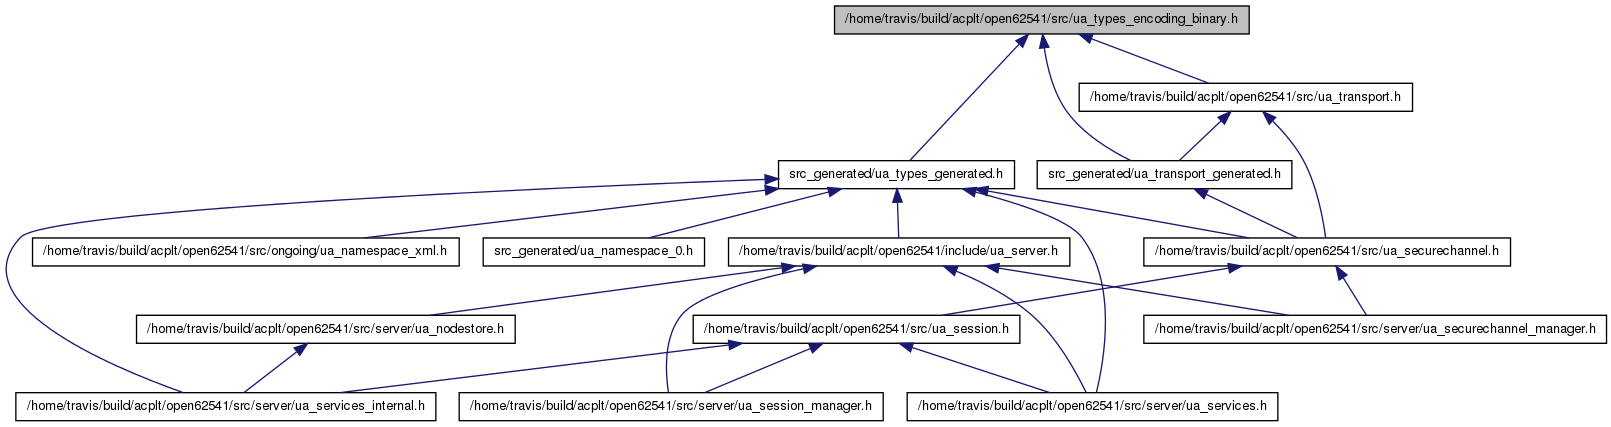 /home/travis/build/acplt/open62541/src/ua_types_encoding_binary.h
/home/travis/build/acplt/open62541/src/ua_transport.h
src_generated/ua_types_generated.h
src_generated/ua_transport_generated.h
/home/travis/build/acplt/open62541/src/ongoing/ua_namespace_xml.h
src_generated/ua_namespace_0.h
/home/travis/build/acplt/open62541/include/ua_server.h
/home/travis/build/acplt/open62541/src/ua_securechannel.h
/home/travis/build/acplt/open62541/src/server/ua_nodestore.h
/home/travis/build/acplt/open62541/src/ua_session.h
/home/travis/build/acplt/open62541/src/server/ua_securechannel_manager.h
/home/travis/build/acplt/open62541/src/server/ua_services_internal.h
/home/travis/build/acplt/open62541/src/server/ua_session_manager.h
/home/travis/build/acplt/open62541/src/server/ua_services.h